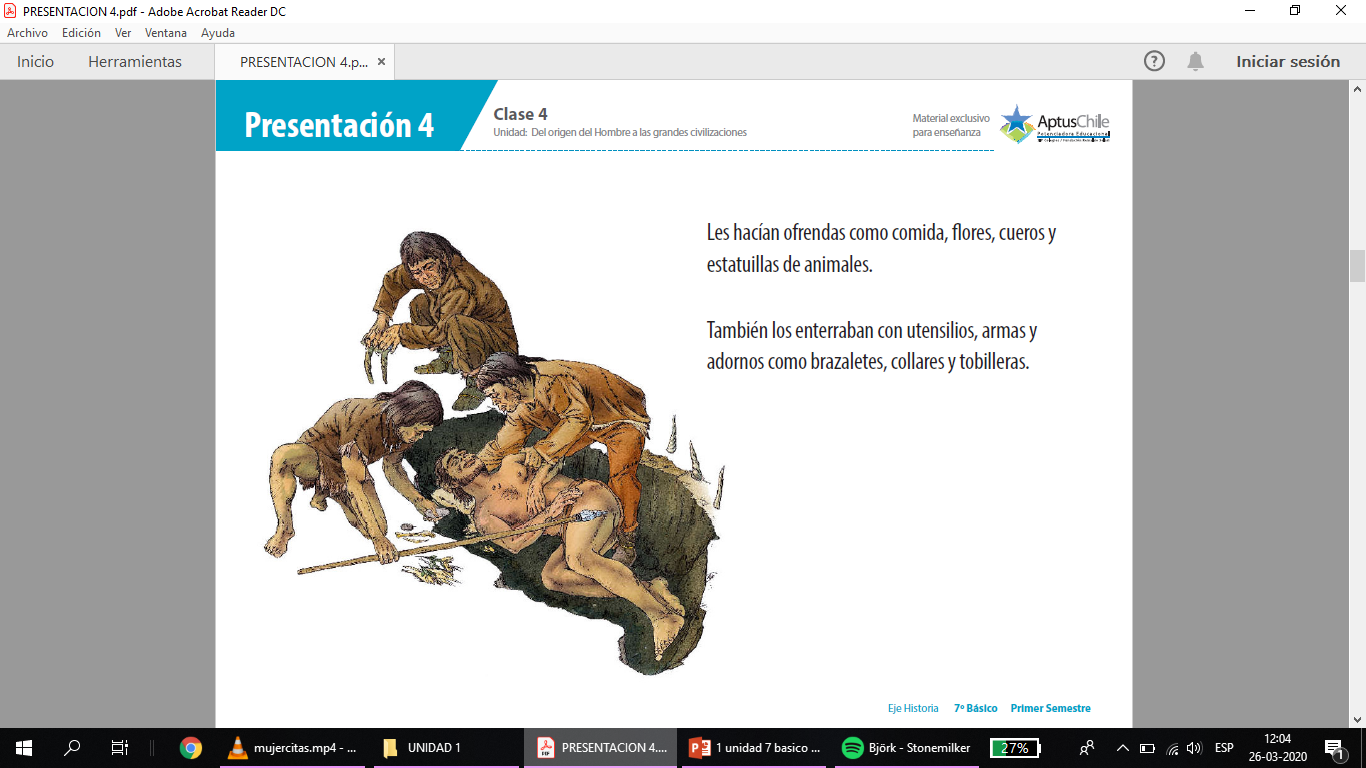 PRESENTACION 4.pdf - Adobe Acrobat Reader DC
Archivo Edición Ver Ventana Ayuda
Inicio Herramientas PRESENTACION 4.p... × Iniciar sesión
Presentación 4
Clase 4
Unidad: Del origen del Hombre a las grandes civilizaciones
Material exclusivo
para enseñanza
AptusChile
Potenciadora Educacional
Les hacían ofrendas como comida, flores, cueros y
estatuillas de animales.
También los enterraban con utensilios, armas y
adornos como brazaletes, collares y tobilleras.
Eje Historia 7º Básico Primer Semestre
mujercitas.mp4 - ... UNIDAD 1 PRESENTACION 4.... 1 unidad 7 basico ... Björk - Stonemilker 27% ESP 12:04
26-03-2020 1